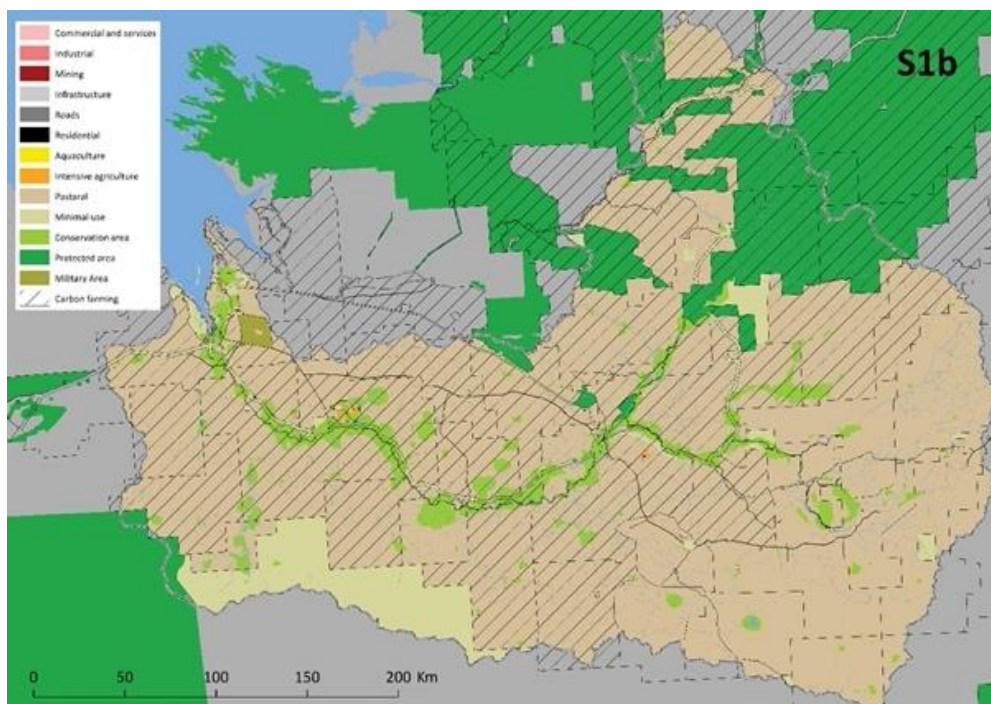 Commercial and services
Industrial
Mining
Infrastructure
Roads
Residential
Aquaculture
Intensive agriculture
Pastoral
Minimal use
Conservation area
Protected area
Military Area
Carbon farming
S1b
0 50 100 150 200 Km